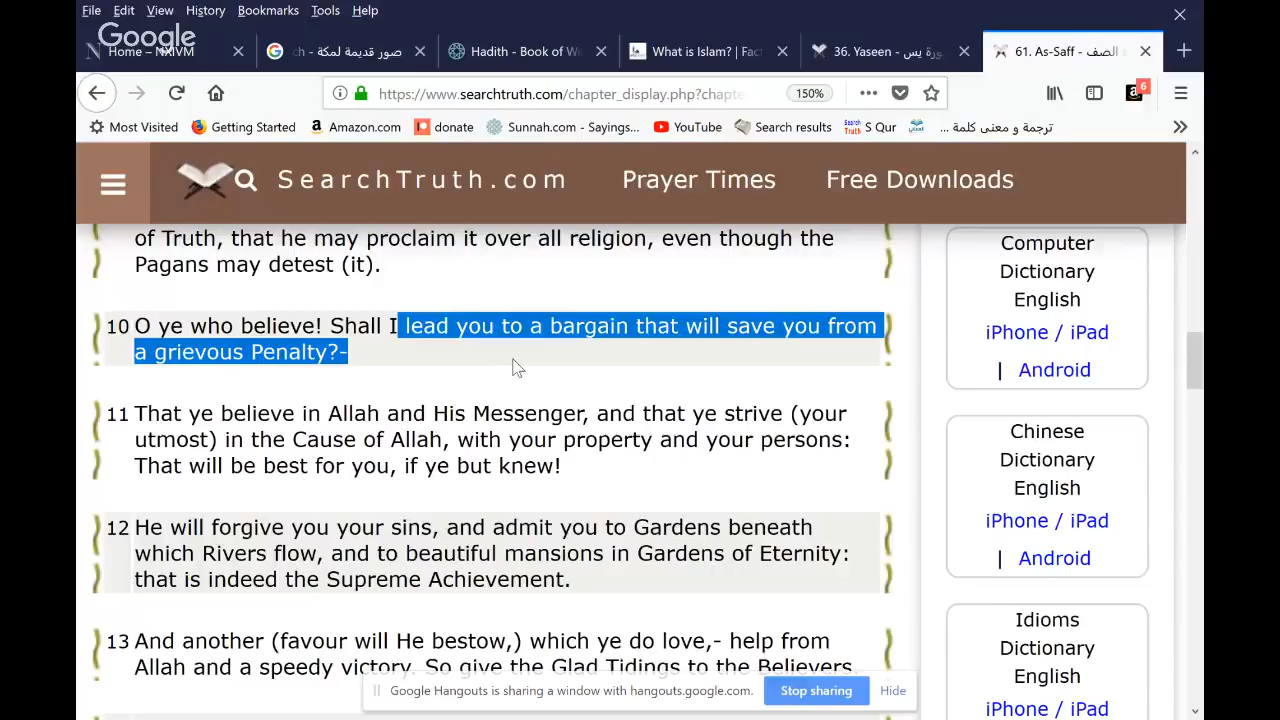 File Edit View History Bookmarks Tools Help
Google
Home – NXIVM
صور قديمة لمكة - ch
Hadith - Book of We
What is Islam? | Fact
36. Yaseen - سورة يس
61. As-Saff - الصف
https://www.searchtruth.com/chapter_display.php?chapte
150%
6
Most Visited Getting Started Amazon.com donate Sunnah.com - Sayings... YouTube Search results S Qur ترجمة و معنى كلمة ...
SearchTruth.com Prayer Times Free Downloads
of Truth, that he may proclaim it over all religion, even though the
Pagans may detest (it).
10 O ye who believe! Shall I lead you to a bargain that will save you from
a grievous Penalty?-
11 That ye believe in Allah and His Messenger, and that ye strive (your
utmost) in the Cause of Allah, with your property and your persons:
That will be best for you, if ye but knew!
12 He will forgive you your sins, and admit you to Gardens beneath
which Rivers flow, and to beautiful mansions in Gardens of Eternity:
that is indeed the Supreme Achievement.
13 And another (favour will He bestow,) which ye do love,- help from
Allah and a speedy victory. So give the Glad Tidings to the Believers.
Computer
Dictionary
English
iPhone / iPad
| Android
Chinese
Dictionary
English
iPhone / iPad
| Android
Idioms
Dictionary
English
iPhone / iPad
Google Hangouts is sharing a window with hangouts.google.com. Stop sharing Hide